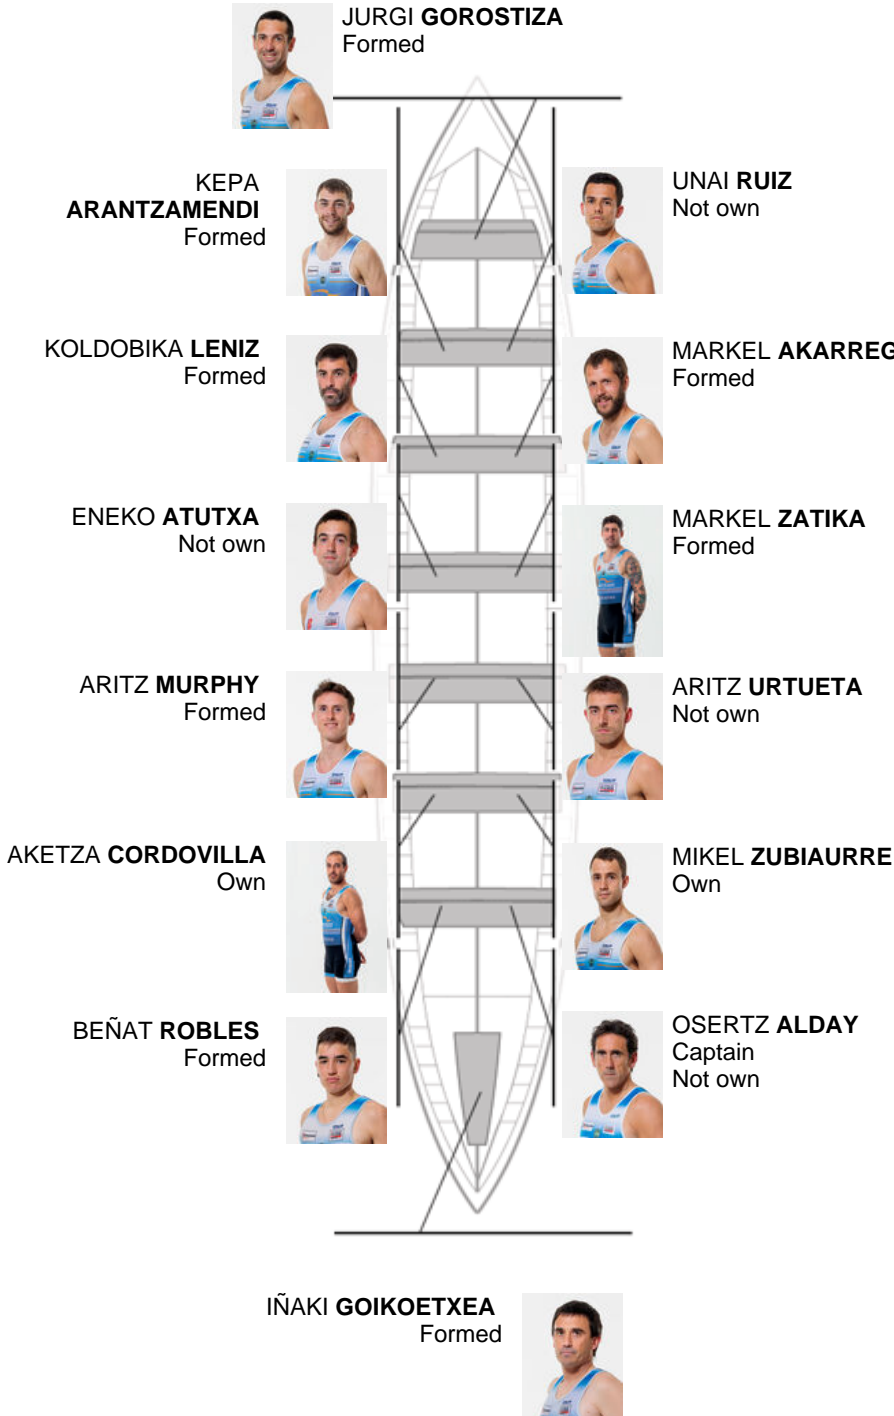 JURGI GOROSTIZA
Formed
KEPA
ARANTZAMENDI
Formed
UNAI RUIZ
Not own
KOLDOBIKA LENIZ
Formed
MARKEL AKARREG
Formed
ENEKO ATUTXA
Not own
MARKEL ZATIKA
Formed
ARITZ MURPHY
Formed
ARITZ URTUETA
Not own
AKETZA CORDOVILLA
Own
MIKEL ZUBIAURRE
Own
BEÑAT ROBLES
Formed
OSERTZ ALDAY
Captain
Not own
IÑAKI GOIKOETXEA
Formed